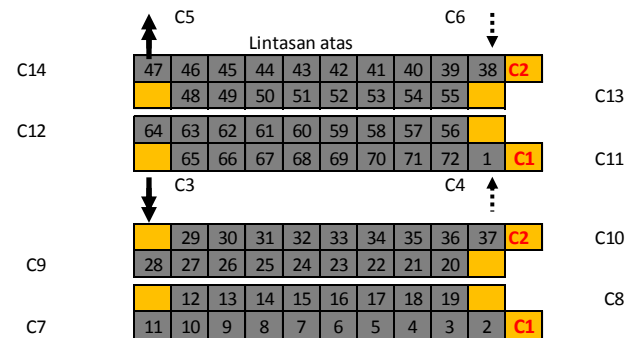 C5 C6
Lintasan atas
C14 47 46 45 44 43 42 41 40 39 38 C2
48 49 50 51 52 53 54 55 C13
C12 64 63 62 61 60 59 58 57 56
65 66 67 68 69 70 71 72 1 C1 C11
C3 C4
29 30 31 32 33 34 35 36 37 C2 C10
C9 28 27 26 25 24 23 22 21 20
12 13 14 15 16 17 18 19 C8
C7 11 10 9 8 7 6 5 4 3 2 C1